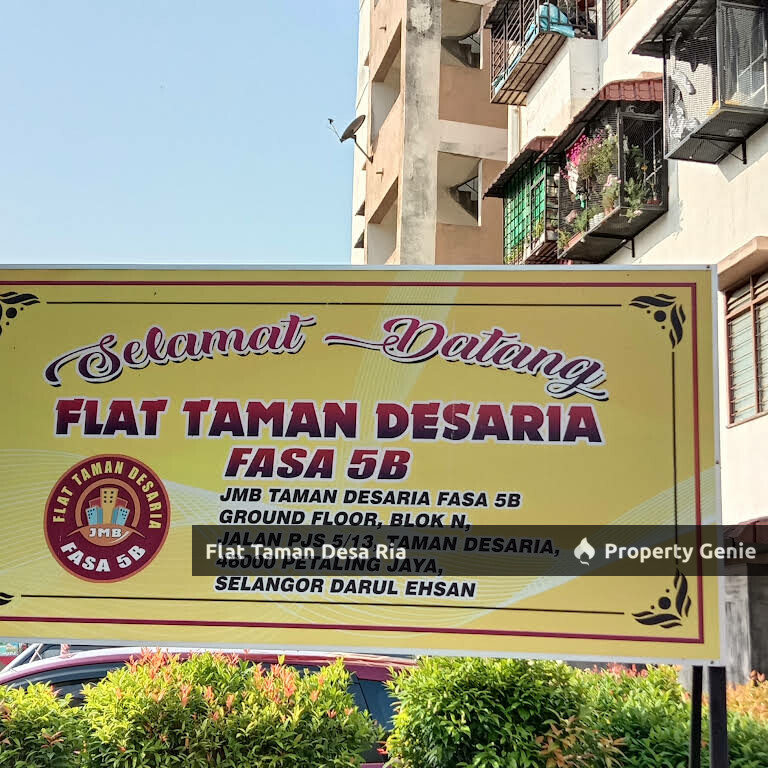 Selamat Datang
FLAT TAMAN DESARIA
FASA 5B
FLAT TAMAN DESARIA
JMB
FASA 5B
JMB TAMAN DESARIA FASA 5B
GROUND FLOOR, BLOK N,
JALAN PJS 5/13, TAMAN DESARIA,
46000 PETALING JAYA,
SELANGOR DARUL EHSAN
Flat Taman Desa Ria
Property Genie